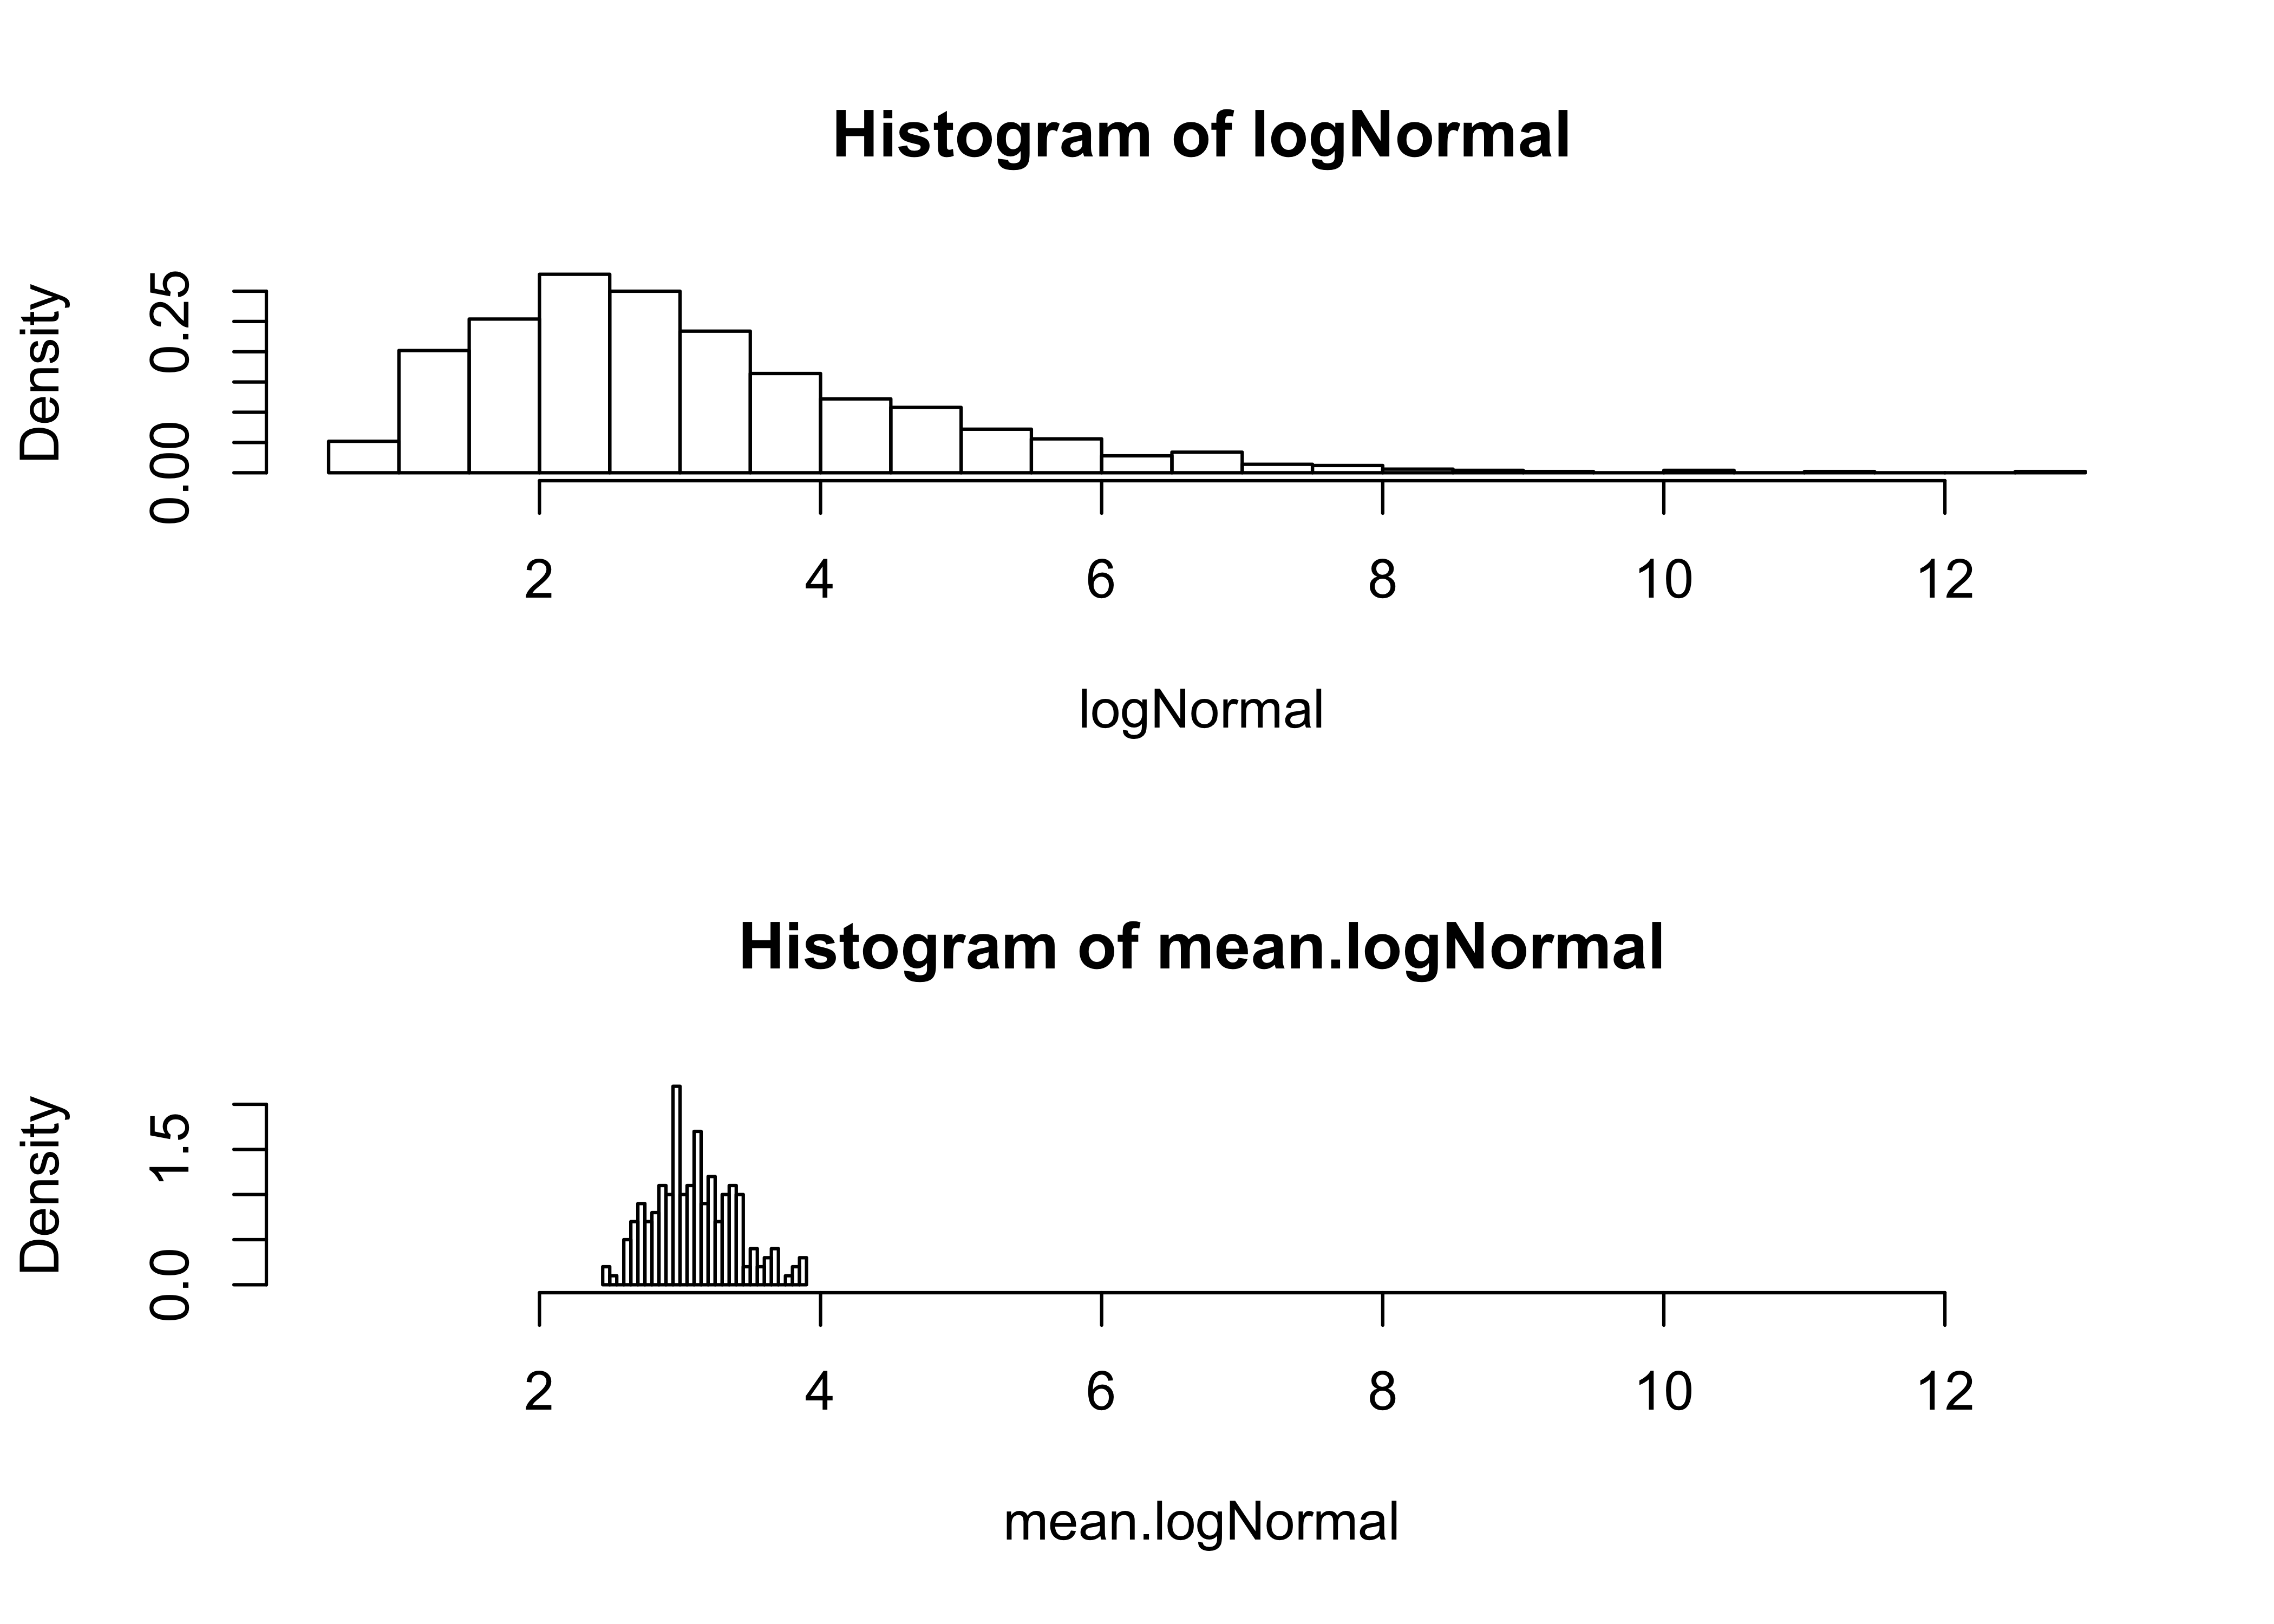 Histogram of logNormal
Density
0.25
0.00
2 4 6 8 10 12
logNormal
Histogram of mean.logNormal
Density
1.5
0.0
2 4 6 8 10 12
mean.logNormal